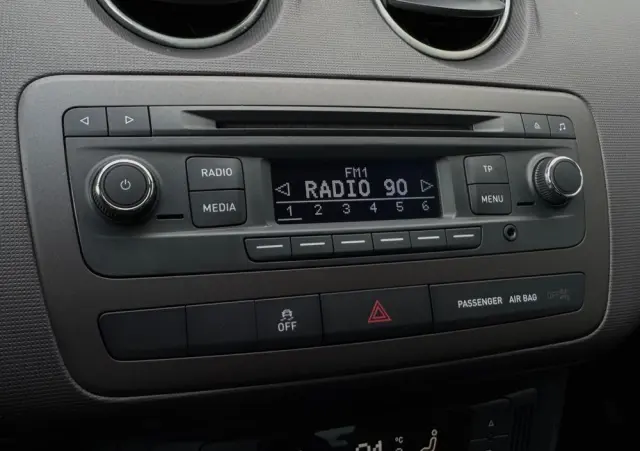 RADIO
MEDIA
FM1
RADIO 90
1 2 3 4 5 6
TP
MENU
OFF
PASSENGER AIR BAG
°C